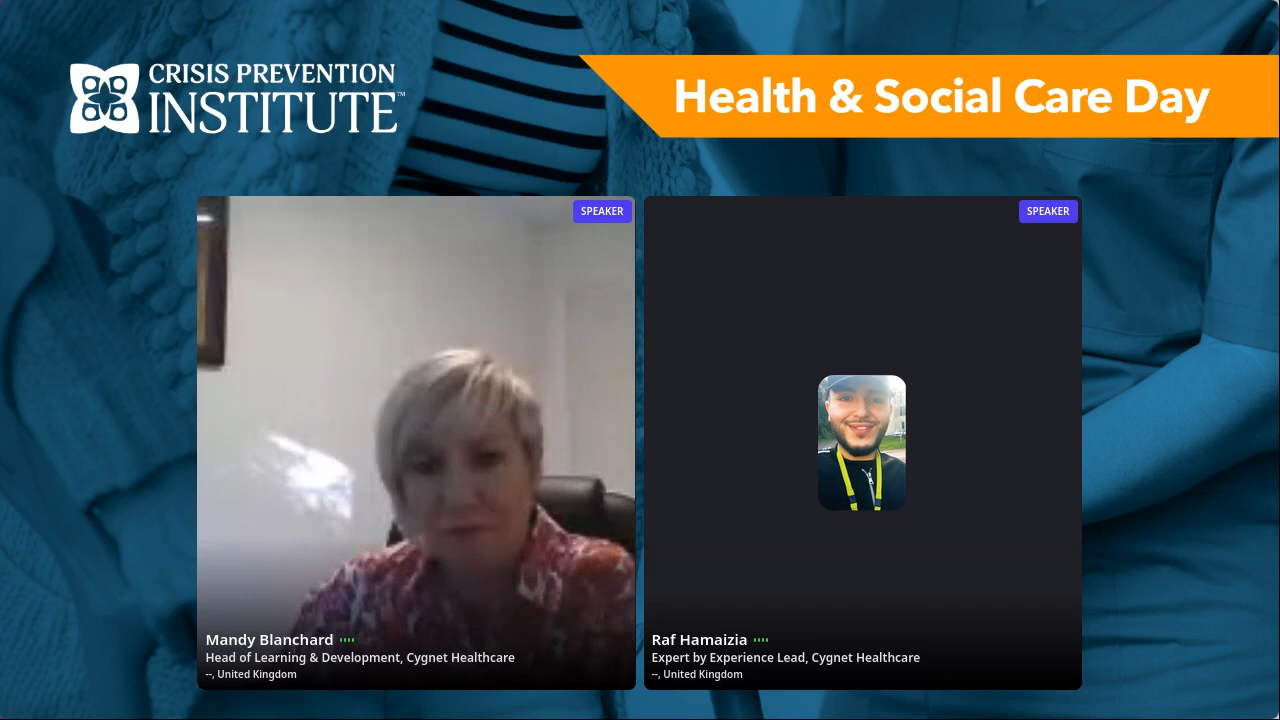 CRISIS PREVENTION
INSTITUTE™
Health & Social Care Day
SPEAKER
SPEAKER
Mandy Blanchard
Head of Learning & Development, Cygnet Healthcare
--, United Kingdom
Raf Hamaizia
Expert by Experience Lead, Cygnet Healthcare
--, United Kingdom